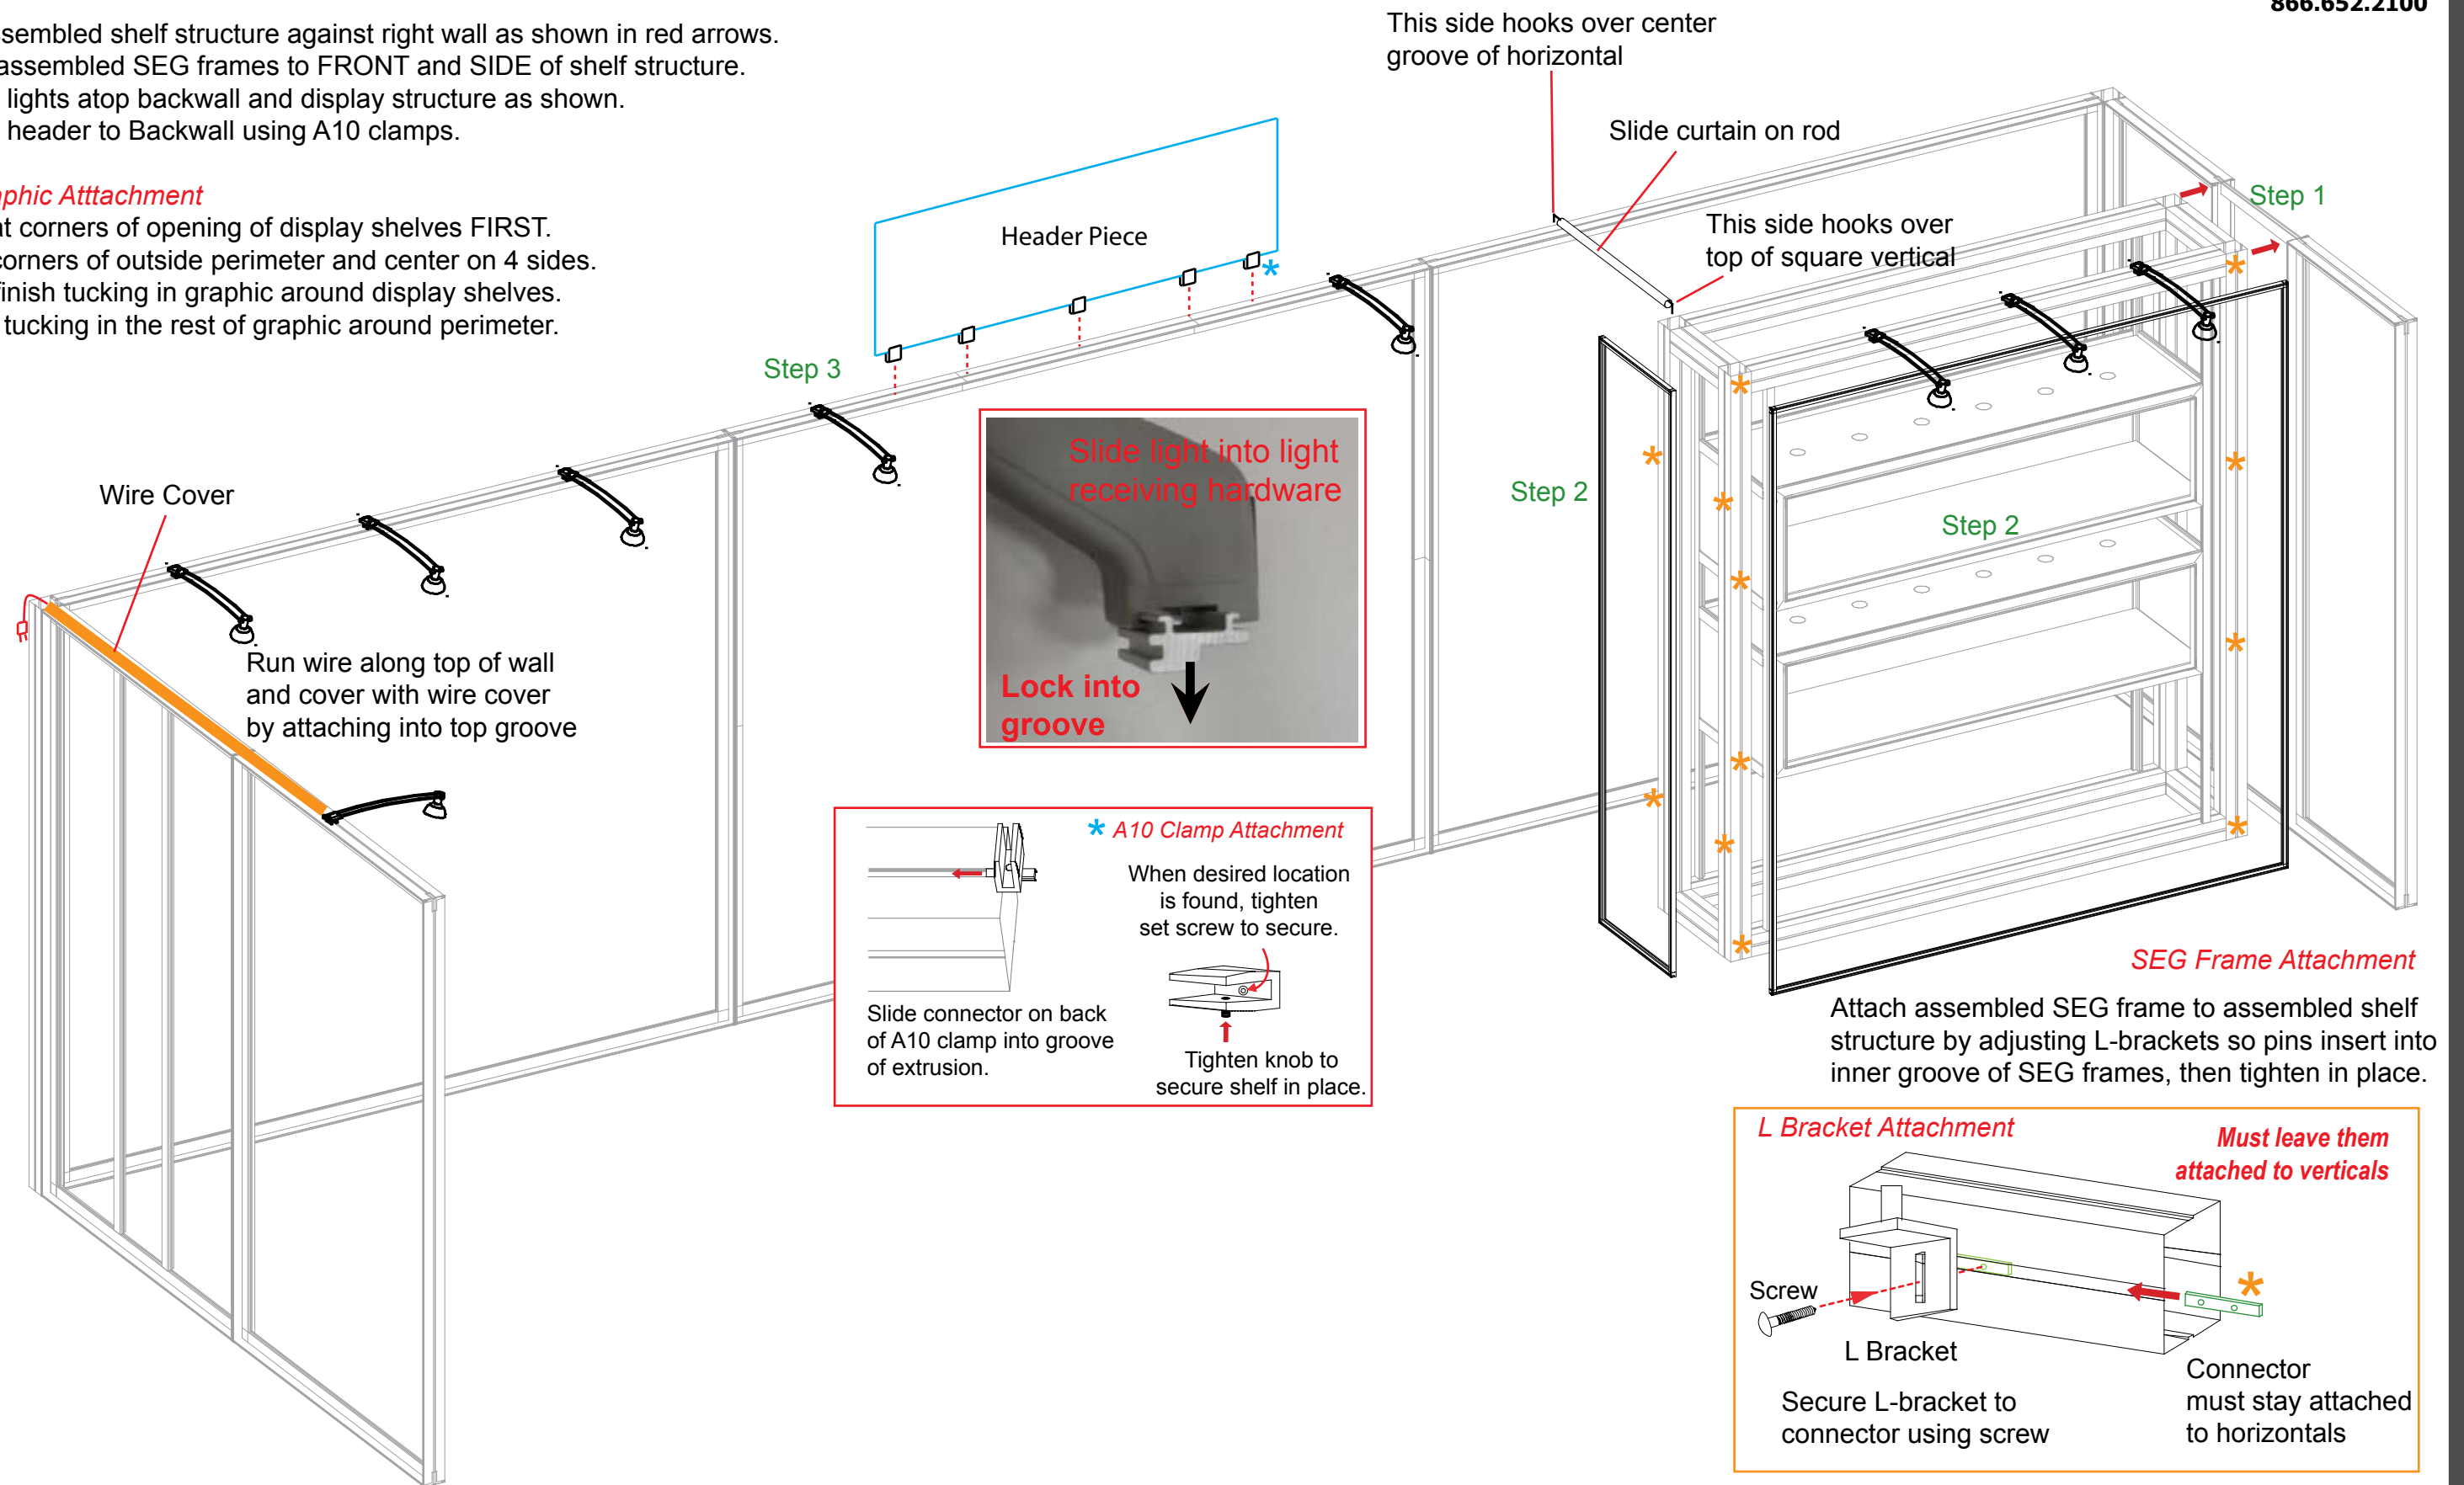 866.652.2100
sembled shelf structure against right wall as shown in red arrows.
assembled SEG frames to FRONT and SIDE of shelf structure.
lights atop backwall and display structure as shown.
header to Backwall using A10 clamps.
phic Atttachment
at corners of opening of display shelves FIRST.
corners of outside perimeter and center on 4 sides.
finish tucking in graphic around display shelves.
tucking in the rest of graphic around perimeter.
This side hooks over center
groove of horizontal
Slide curtain on rod
This side hooks over
top of square vertical
Step 1
Header Piece
*
Step 3
Step 2
Step 2
Wire Cover
Run wire along top of wall
and cover with wire cover
by attaching into top groove
Slide light into light
receiving hardware
Lock into
groove
* A10 Clamp Attachment
When desired location
is found, tighten
set screw to secure.
Slide connector on back
of A10 clamp into groove
of extrusion.
Tighten knob to
secure shelf in place.
SEG Frame Attachment
Attach assembled SEG frame to assembled shelf
structure by adjusting L-brackets so pins insert into
inner groove of SEG frames, then tighten in place.
L Bracket Attachment
Must leave them
attached to verticals
Screw
L Bracket
Secure L-bracket to
connector using screw
Connector
must stay attached
to horizontals